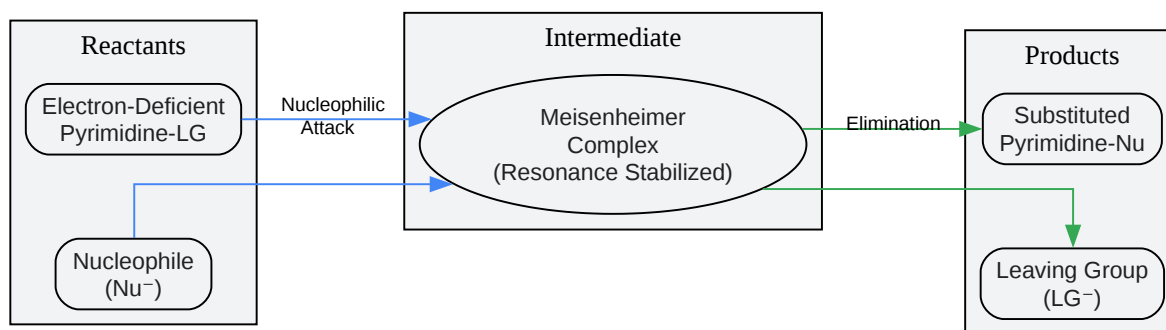 Reactants
Electron-Deficient
Pyrimidine-LG
Nucleophile
(Nu⁻)
Nucleophilic
Attack
Intermediate
Meisenheimer
Complex
(Resonance Stabilized)
Elimination
Products
Substituted
Pyrimidine-Nu
Leaving Group
(LG⁻)